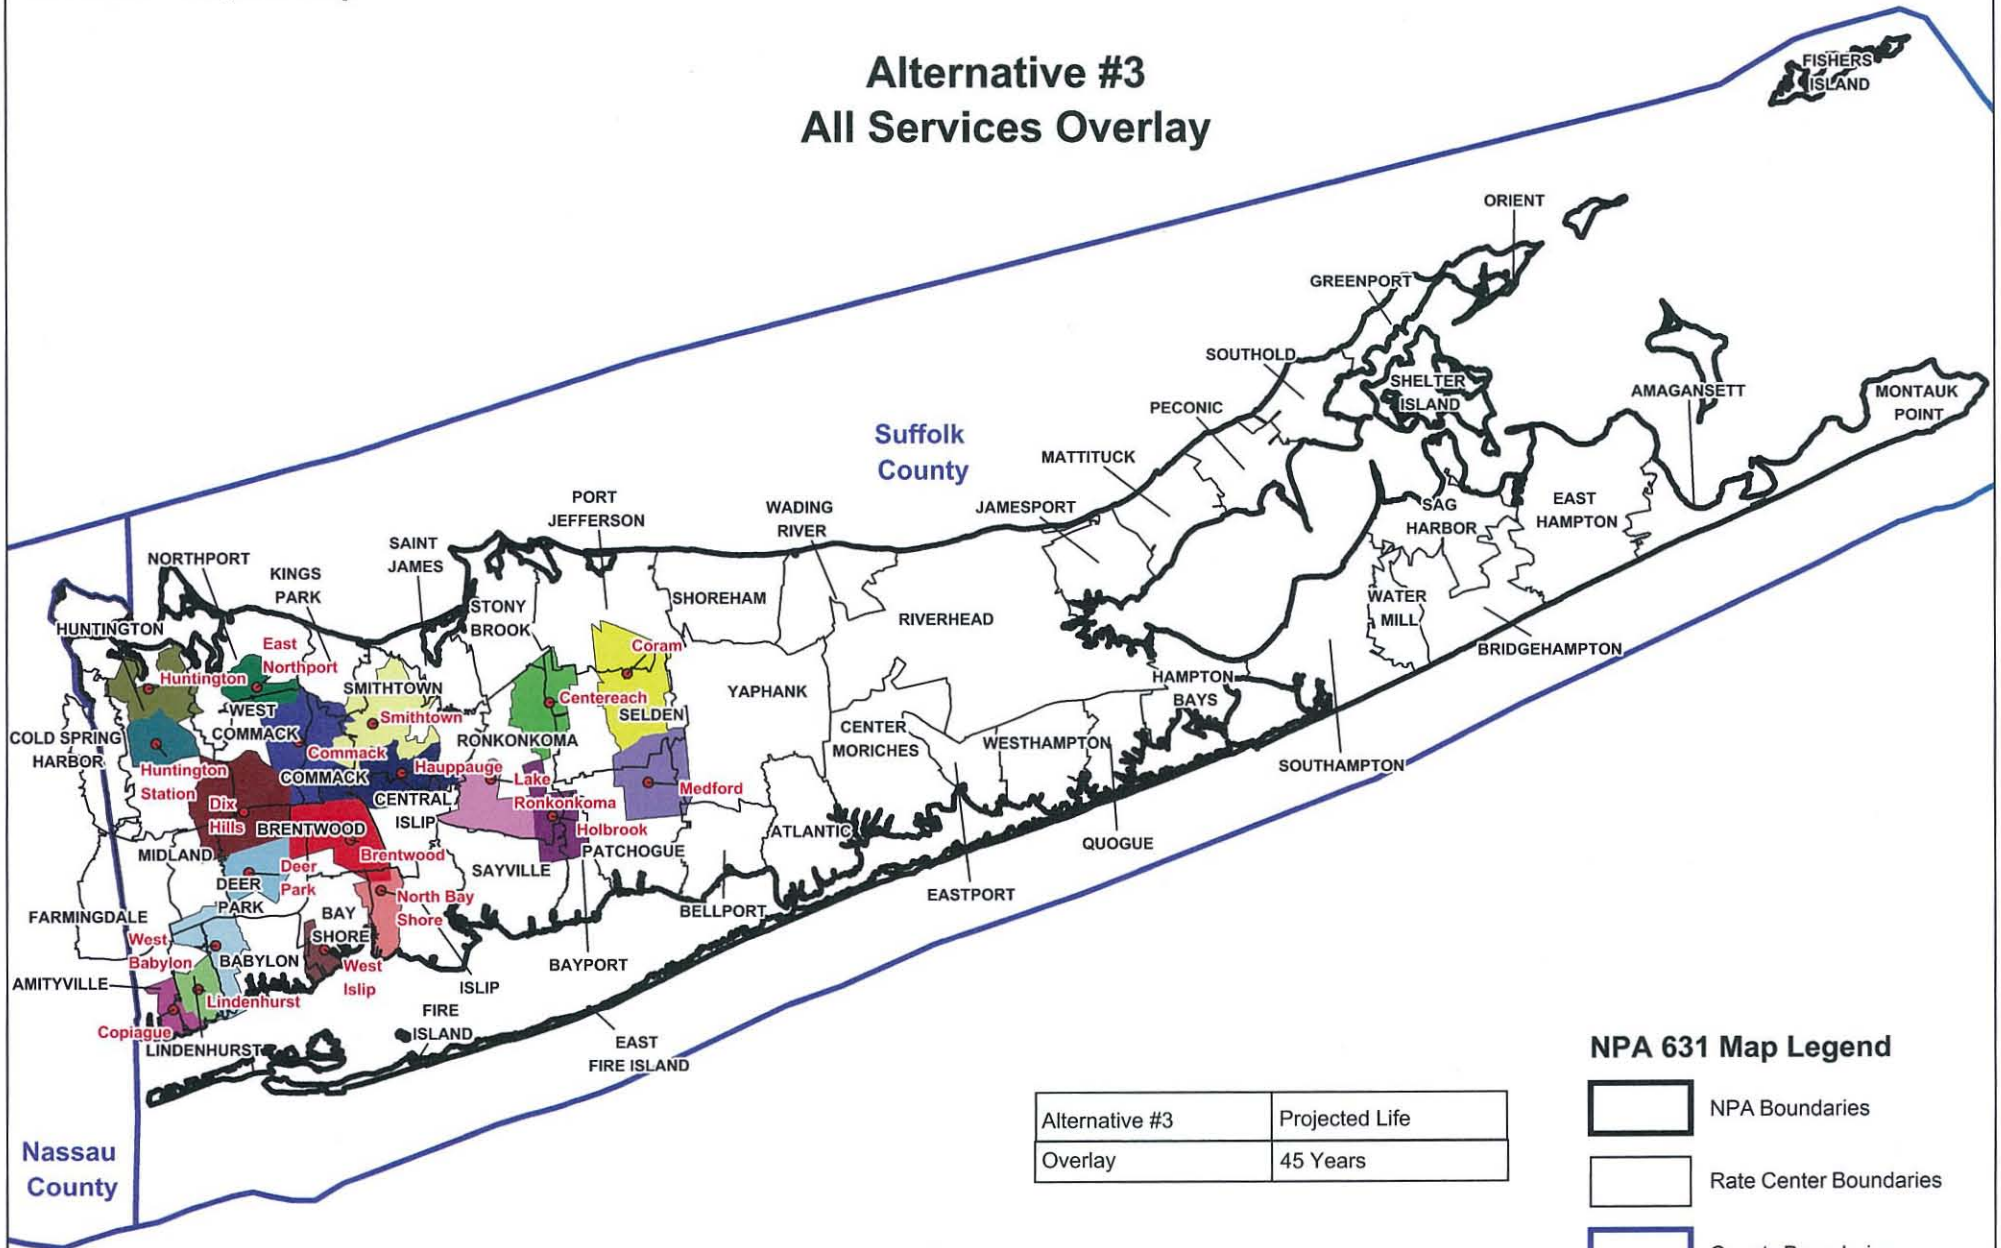 Alternative #3
All Services Overlay
FISHERS
ISLAND
ORIENT
GREENPORT
SOUTHOLD
SHELTER
ISLAND
AMAGANSETT
MONTAUK
POINT
PECONIC
Suffolk
County
MATTITUCK
JAMESPORT
SAG
HARBOR
EAST
HAMPTON
PORT
JEFFERSON
WADING
RIVER
SAINT
JAMES
NORTHPORT
KINGS
PARK
STONY
BROOK
SHOREHAM
RIVERHEAD
WATER
MILL
BRIDGEHAMPTON
HUNTINGTON
East
Northport
Coram
Huntington
SMITHTOWN
Centereach
YAPHANK
HAMPTON
BAYS
WEST
COMMACK
Smithtown
SELDEN
COLD SPRING
HARBOR
Commack
RONKONKOMA
CENTER
MORICHES
WESTHAMPTON
SOUTHAMPTON
Huntington
Station
COMMACK
Hauppauge
Lake
Ronkonkoma
Medford
Dix
Hills
CENTRAL
ISLIP
BRENTWOOD
Holbrook
ATLANTIC
MIDLAND
Brentwood
PATCHOGUE
QUOGUE
DEER
PARK
Deer
Park
SAYVILLE
North Bay
Shore
EASTPORT
FARMINGDALE
BAY
SHORE
BELLPORT
West
Babylon
BABYLON
West
Islip
BAYPORT
AMITYVILLE
Lindenhurst
ISLIP
FIRE
ISLAND
Copiague
LINDENHURST
EAST
FIRE ISLAND
Nassau
County
Alternative #3 Projected Life
Overlay 45 Years
NPA 631 Map Legend
NPA Boundaries
Rate Center Boundaries